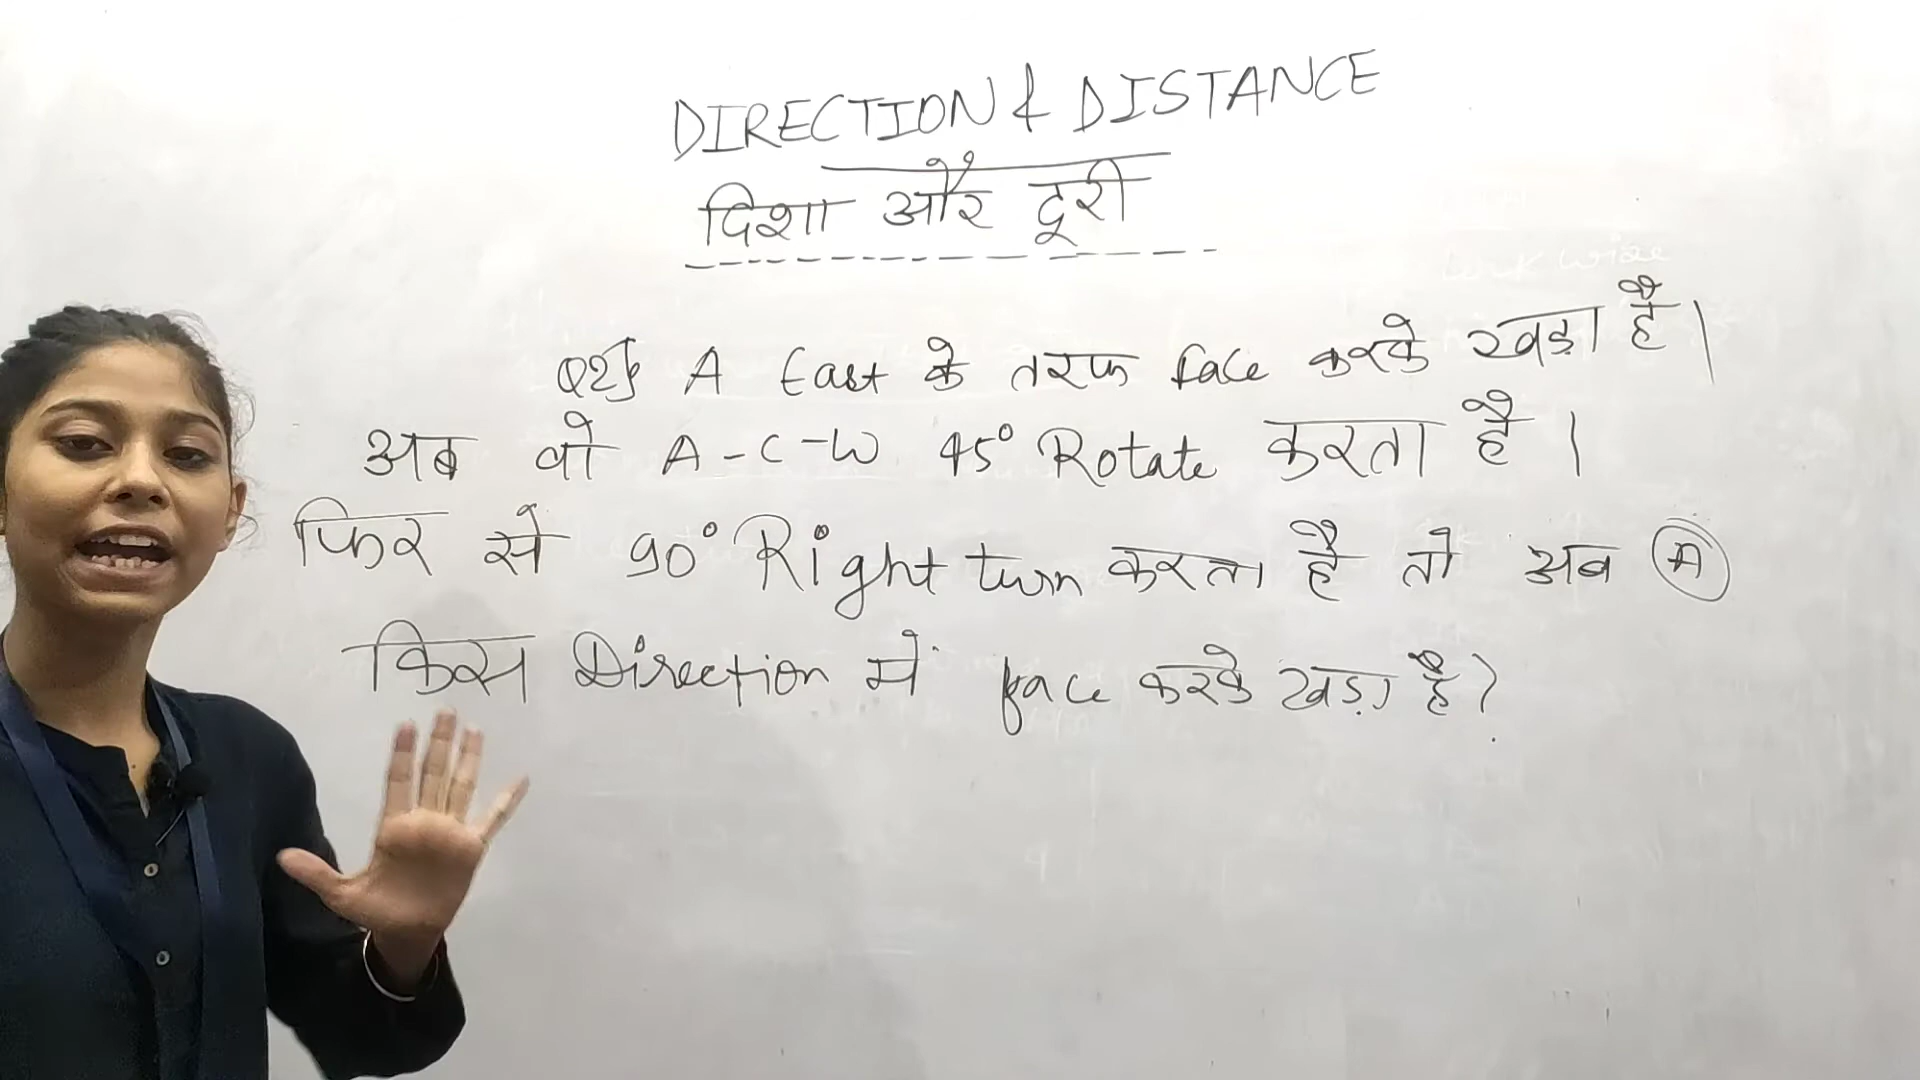 DIRECTION & DISTANCE
दिशा और दूरी
Q2} A East के तरफ face करके खड़ा है।
अब वो A-C-W 45° Rotate करता है।
फिर से 90° Right turn करता है तो अब A
किस Direction में face करके खड़ा है?